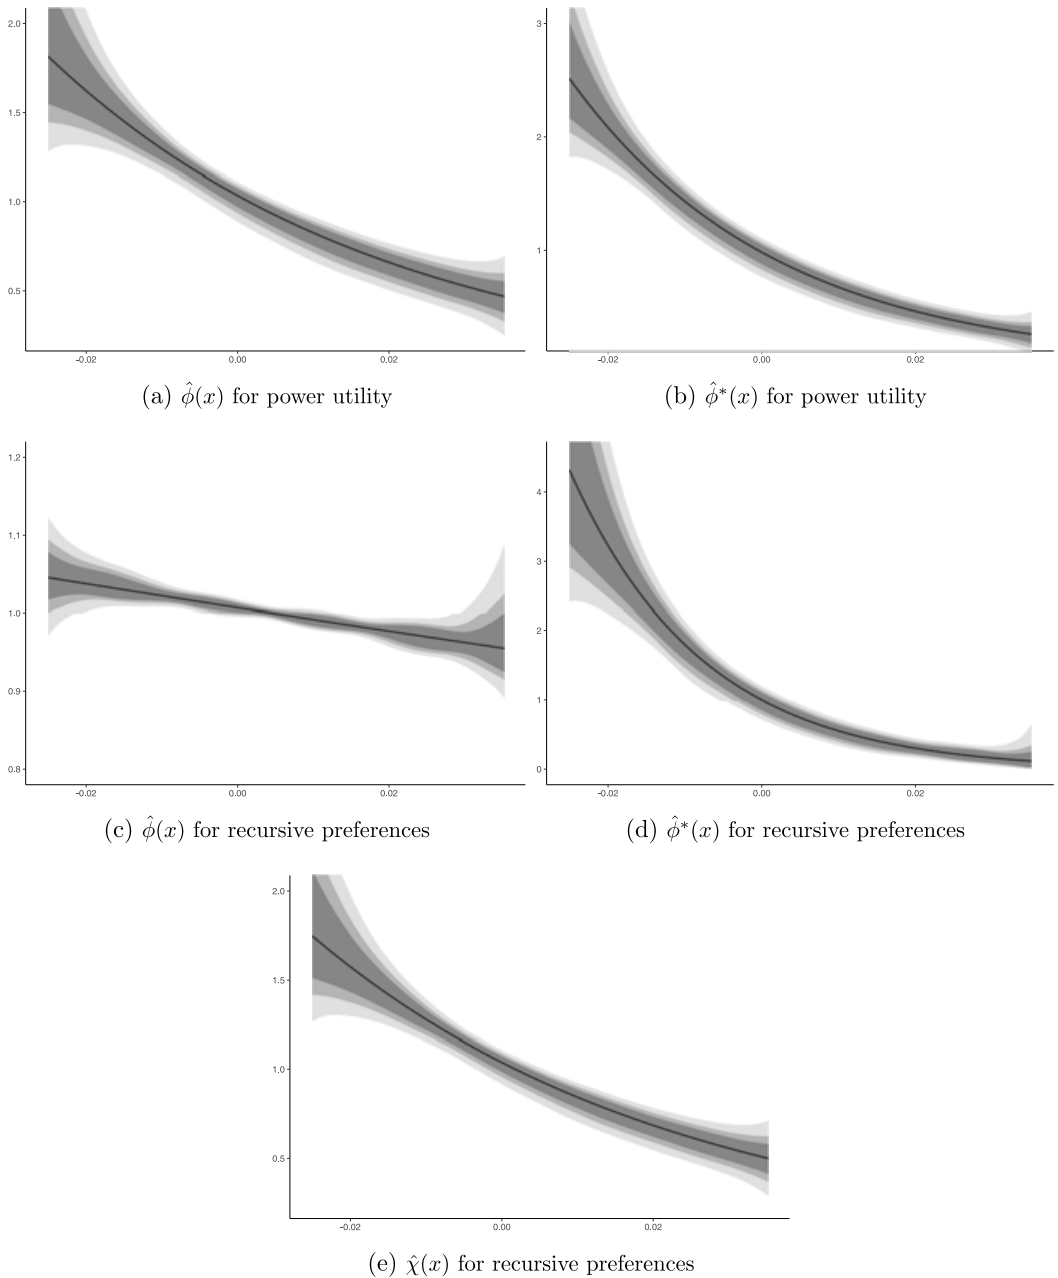 2.0
1.5
1.0
0.5
-0.02 0.00 0.02
(a) φ̂(x) for power utility
3
2
1
-0.02 0.00 0.02
(b) φ̂*(x) for power utility
1.2
1.1
1.0
0.9
0.8
-0.02 0.00 0.02
(c) φ̂(x) for recursive preferences
4
3
2
1
0
-0.02 0.00 0.02
(d) φ̂*(x) for recursive preferences
2.0
1.5
1.0
0.5
-0.02 0.00 0.02
(e) χ̂(x) for recursive preferences